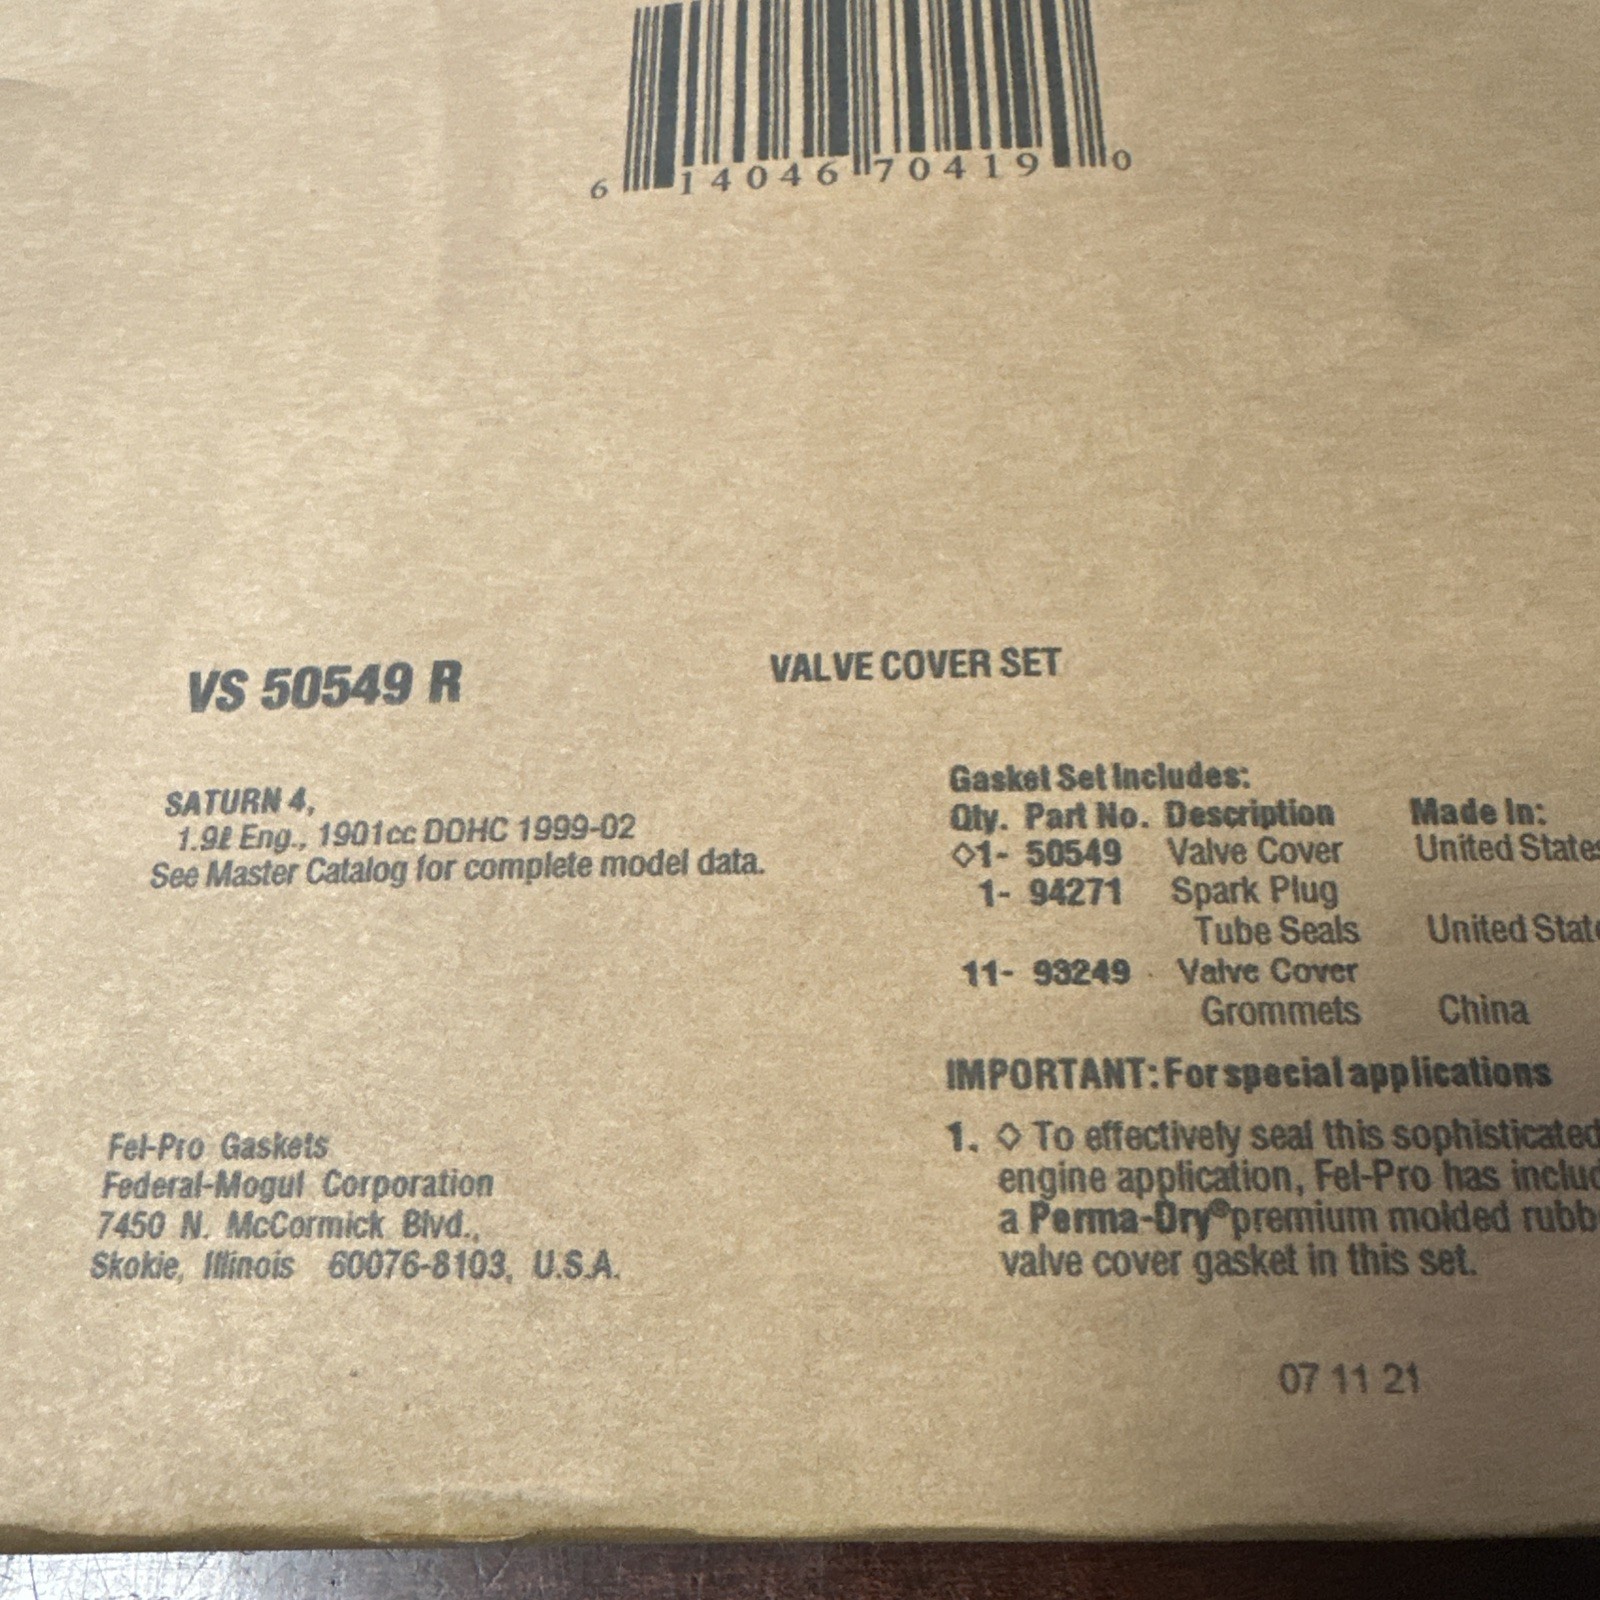 6 14046 70419 0
VS 50549 R
VALVE COVER SET
SATURN 4,
1.9ℓ Eng., 1901cc DOHC 1999-02
See Master Catalog for complete model data.
Gasket Set Includes:
Qty. Part No. Description Made In:
◇1- 50549 Valve Cover United States
1- 94271 Spark Plug
Tube Seals United State
11- 93249 Valve Cover
Grommets China
IMPORTANT: For special applications
1. ◇ To effectively seal this sophisticated
engine application, Fel-Pro has includ
a Perma-Dry® premium molded rubb
valve cover gasket in this set.
Fel-Pro Gaskets
Federal-Mogul Corporation
7450 N. McCormick Blvd.,
Skokie, Illinois 60076-8103, U.S.A.
07 11 21